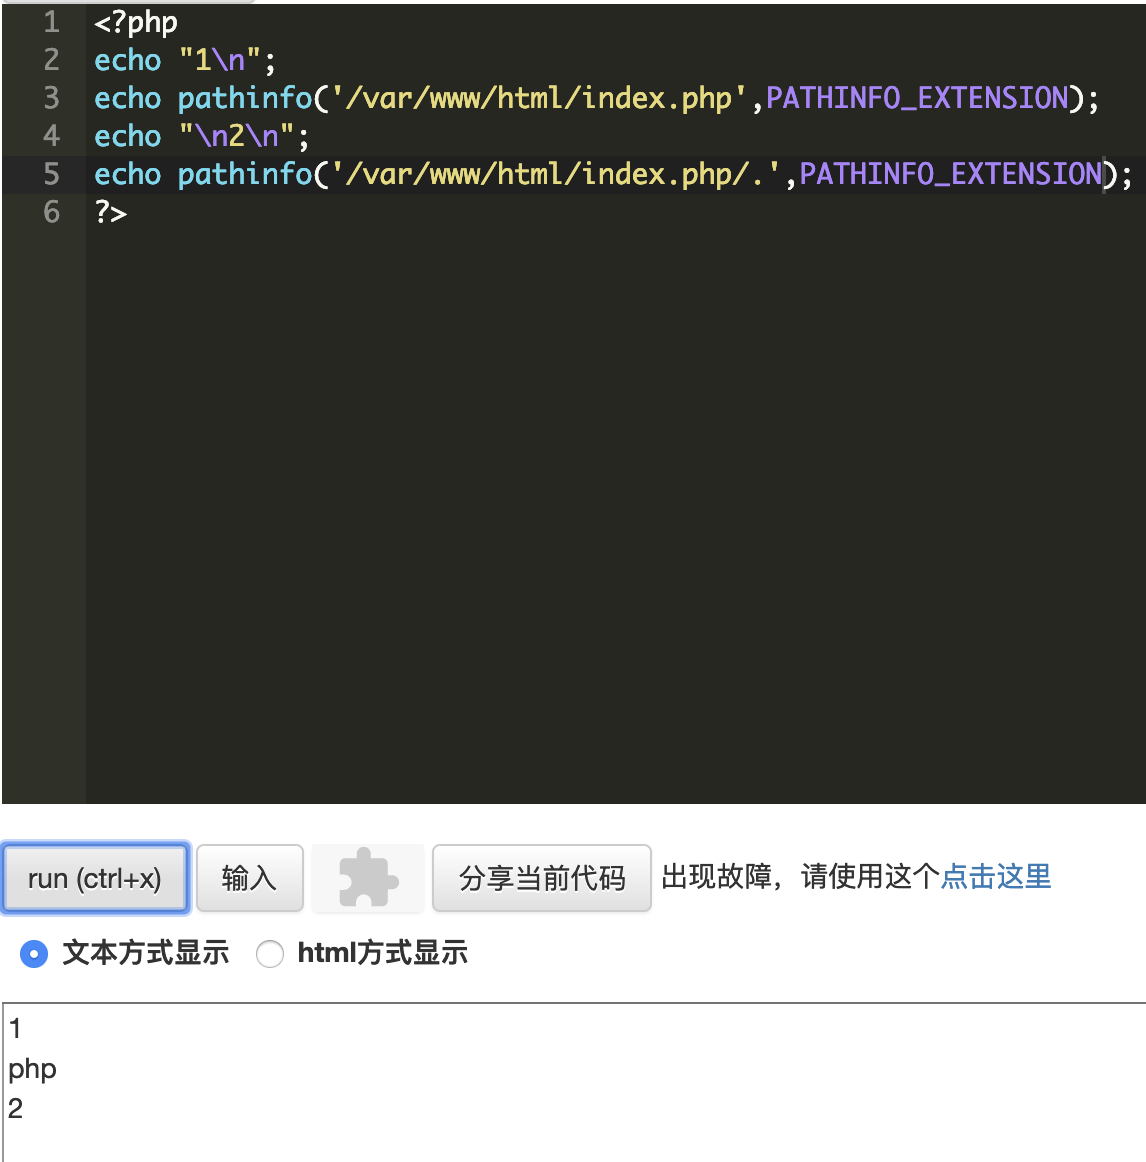 1 <?php
2 echo "1\n";
3 echo pathinfo('/var/www/html/index.php',PATHINFO_EXTENSION);
4 echo "\n2\n";
5 echo pathinfo('/var/www/html/index.php/.',PATHINFO_EXTENSION);
6 ?>
run (ctrl+x) 输入 分享当前代码 出现故障，请使用这个点击这里
文本方式显示 html方式显示
1
php
2